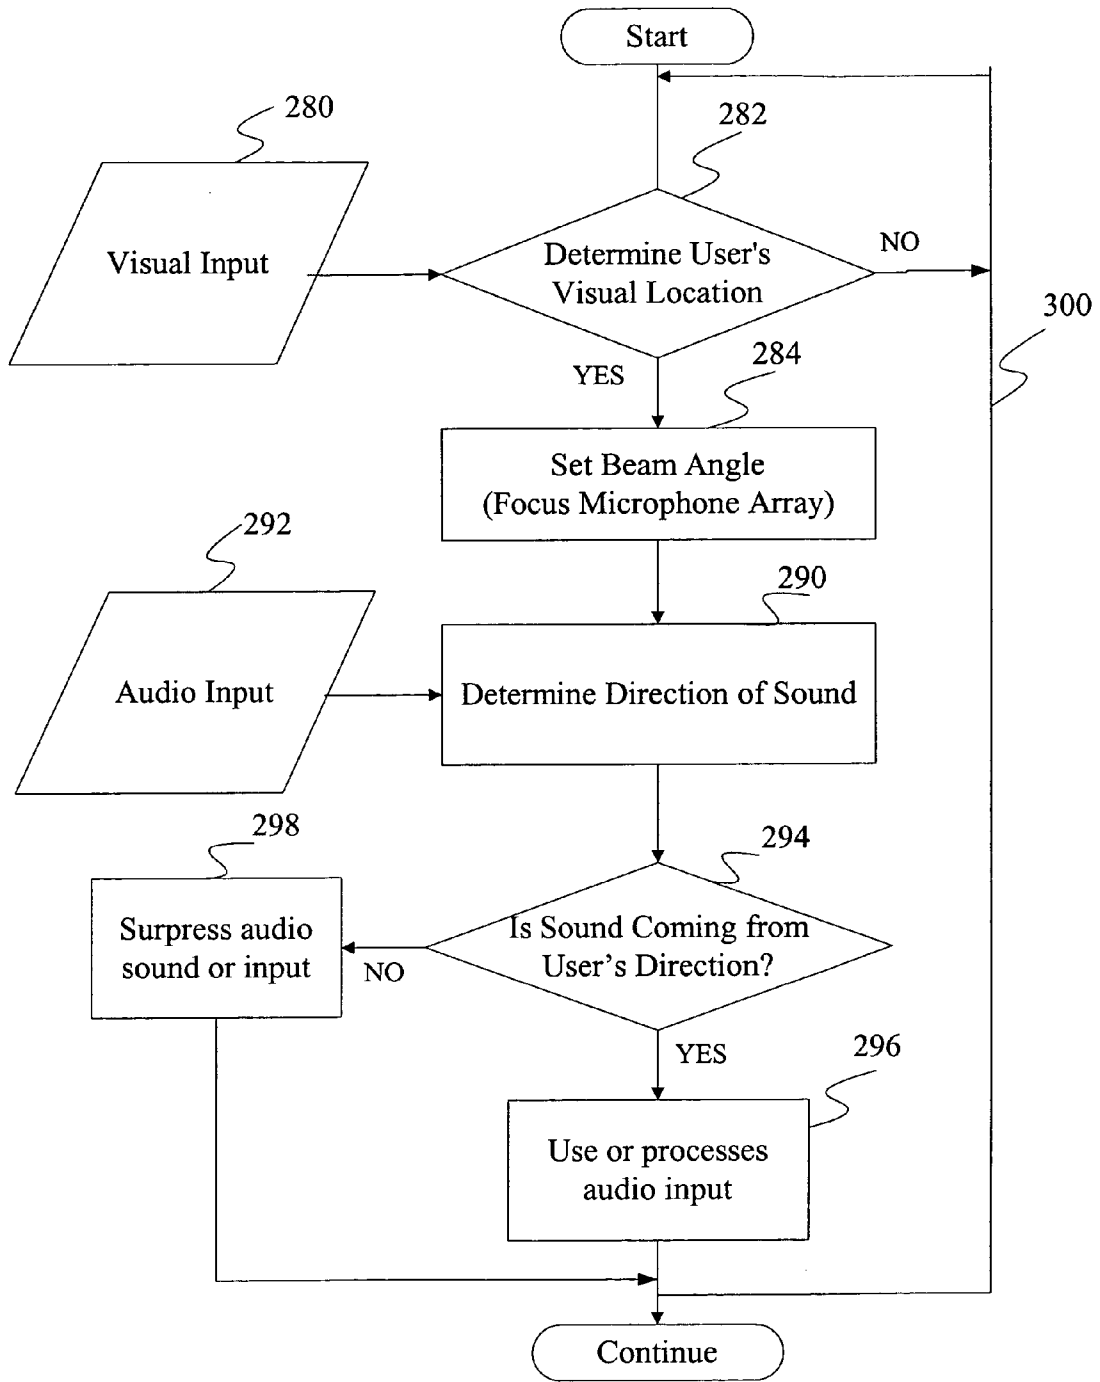 Start
280
282
Visual Input
Determine User's
Visual Location
NO
300
YES
284
Set Beam Angle
(Focus Microphone Array)
292
290
Audio Input
Determine Direction of Sound
298
294
Surpress audio
sound or input
NO
Is Sound Coming from
User's Direction?
YES
296
Use or processes
audio input
Continue